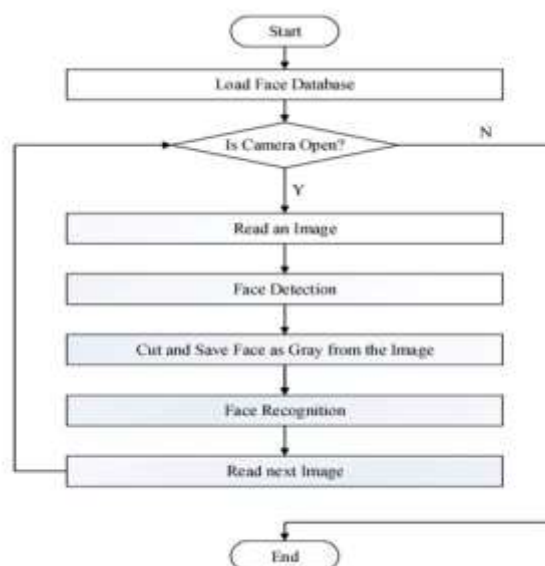 Start
Load Face Database
Is Camera Open?
N
Y
Read an Image
Face Detection
Cut and Save Face as Gray from the Image
Face Recognition
Read next Image
End